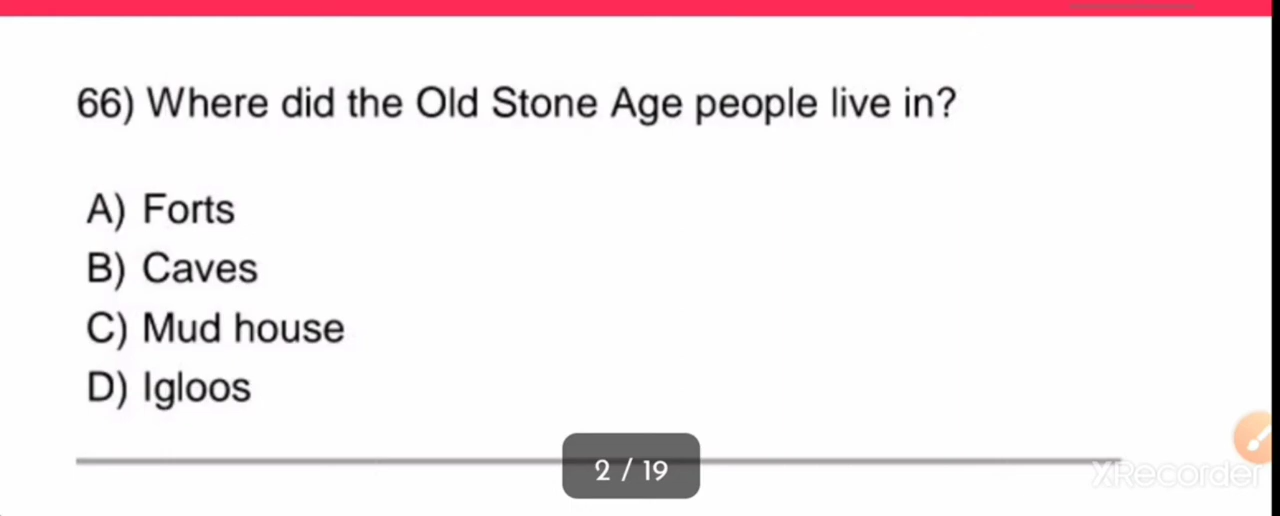 66) Where did the Old Stone Age people live in?
A) Forts
B) Caves
C) Mud house
D) Igloos
2 / 19
XRecorder